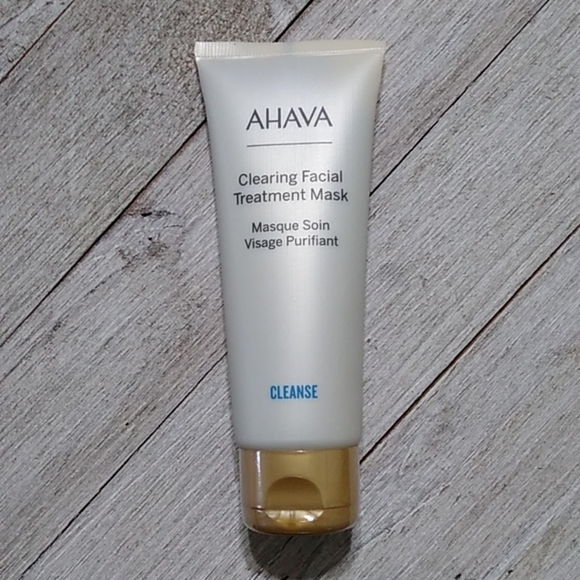 AHAVA
Clearing Facial
Treatment Mask
Masque Soin
Visage Purifiant
CLEANSE